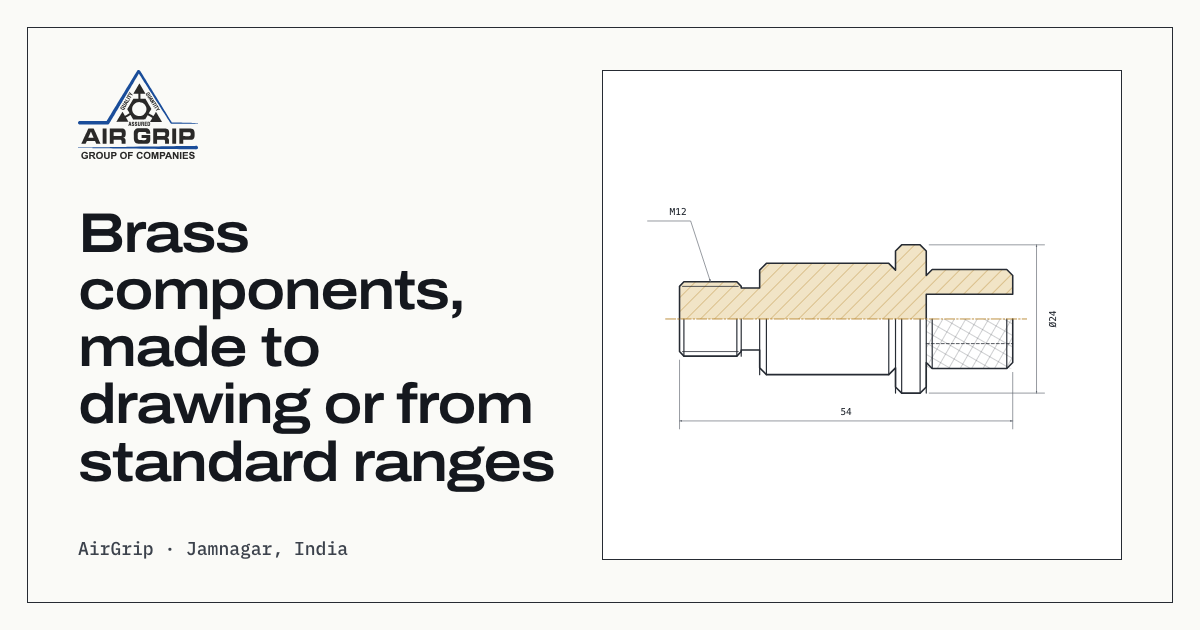 QUALITY
QUANTITY
ASSURED
AIR GRIP
GROUP OF COMPANIES
Brass
components,
made to
drawing or from
standard ranges
AirGrip · Jamnagar, India
M12
Ø24
54